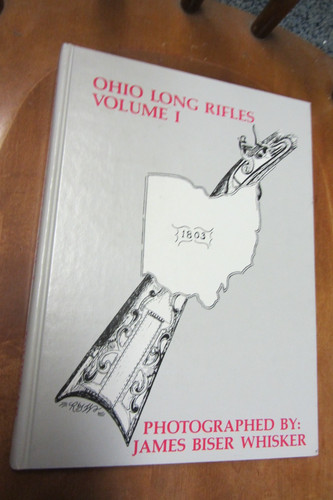 OHIO LONG RIFLES
VOLUME I
1803
PHOTOGRAPHED BY:
JAMES BISER WHISKER